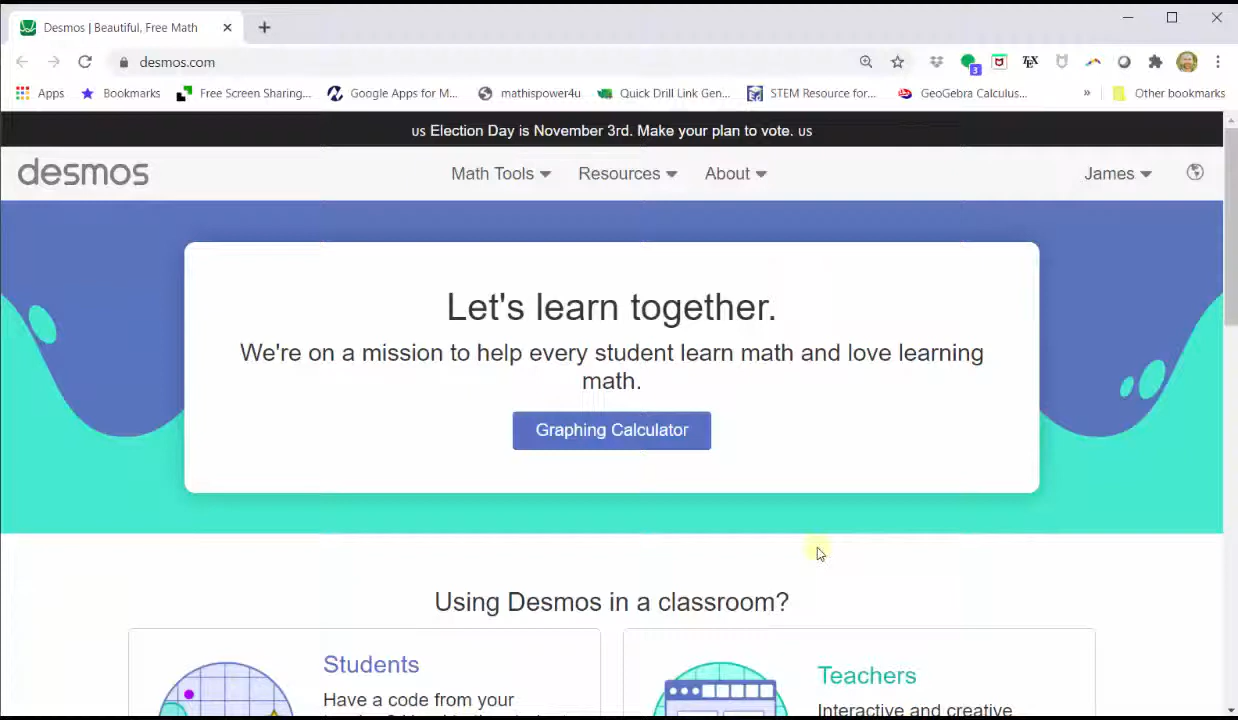 Desmos | Beautiful, Free Math
desmos.com
3
TEX
Apps
Bookmarks
Free Screen Sharing...
Google Apps for M...
mathispower4u
Quick Drill Link Gen...
STEM Resource for...
GeoGebra Calculus...
»
Other bookmarks
us Election Day is November 3rd. Make your plan to vote. us
desmos
Math Tools
Resources
About
James
Let's learn together.
We're on a mission to help every student learn math and love learning
math.
Graphing Calculator
Using Desmos in a classroom?
Students
Have a code from your
Teachers
Interactive and creative